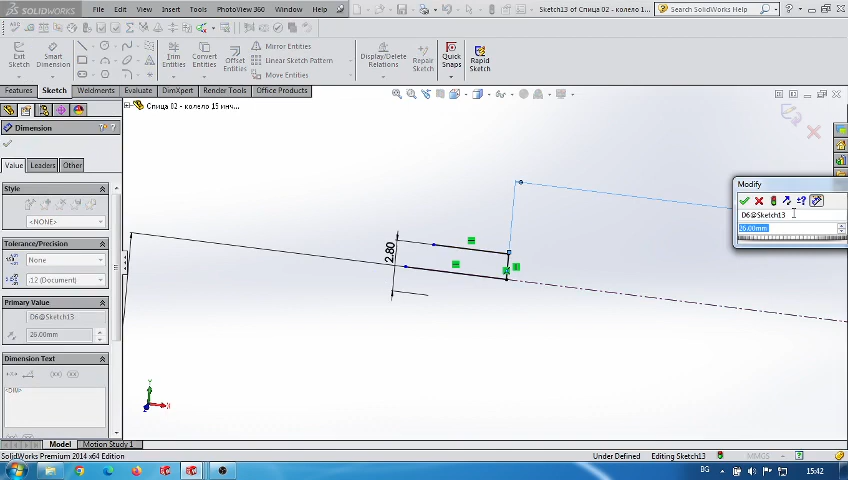 SOLIDWORKS File Edit View Insert Tools PhotoView 360 Window Help
Sketch13 of Спица 02 - колело 1 Search SolidWorks Help
Exit Sketch Smart Dimension Trim Entities Convert Entities Offset Entities Mirror Entities Linear Sketch Pattern Move Entities Display/Delete Relations Repair Sketch Quick Snaps Rapid Sketch
Features Sketch Weldments Evaluate DimXpert Render Tools Office Products
Спица 02 - колело 13 инч...
Dimension
Value Leaders Other
Style
<NONE>
Tolerance/Precision
None
.12 (Document)
Primary Value
D6@Sketch13
26.00mm
Dimension Text
<DIM>
2.80
Modify
D6@Sketch13
26.00mm
Y
X
Z
Model Motion Study 1
SolidWorks Premium 2014 x64 Edition Under Defined Editing Sketch13 MMGS
BG 15:42